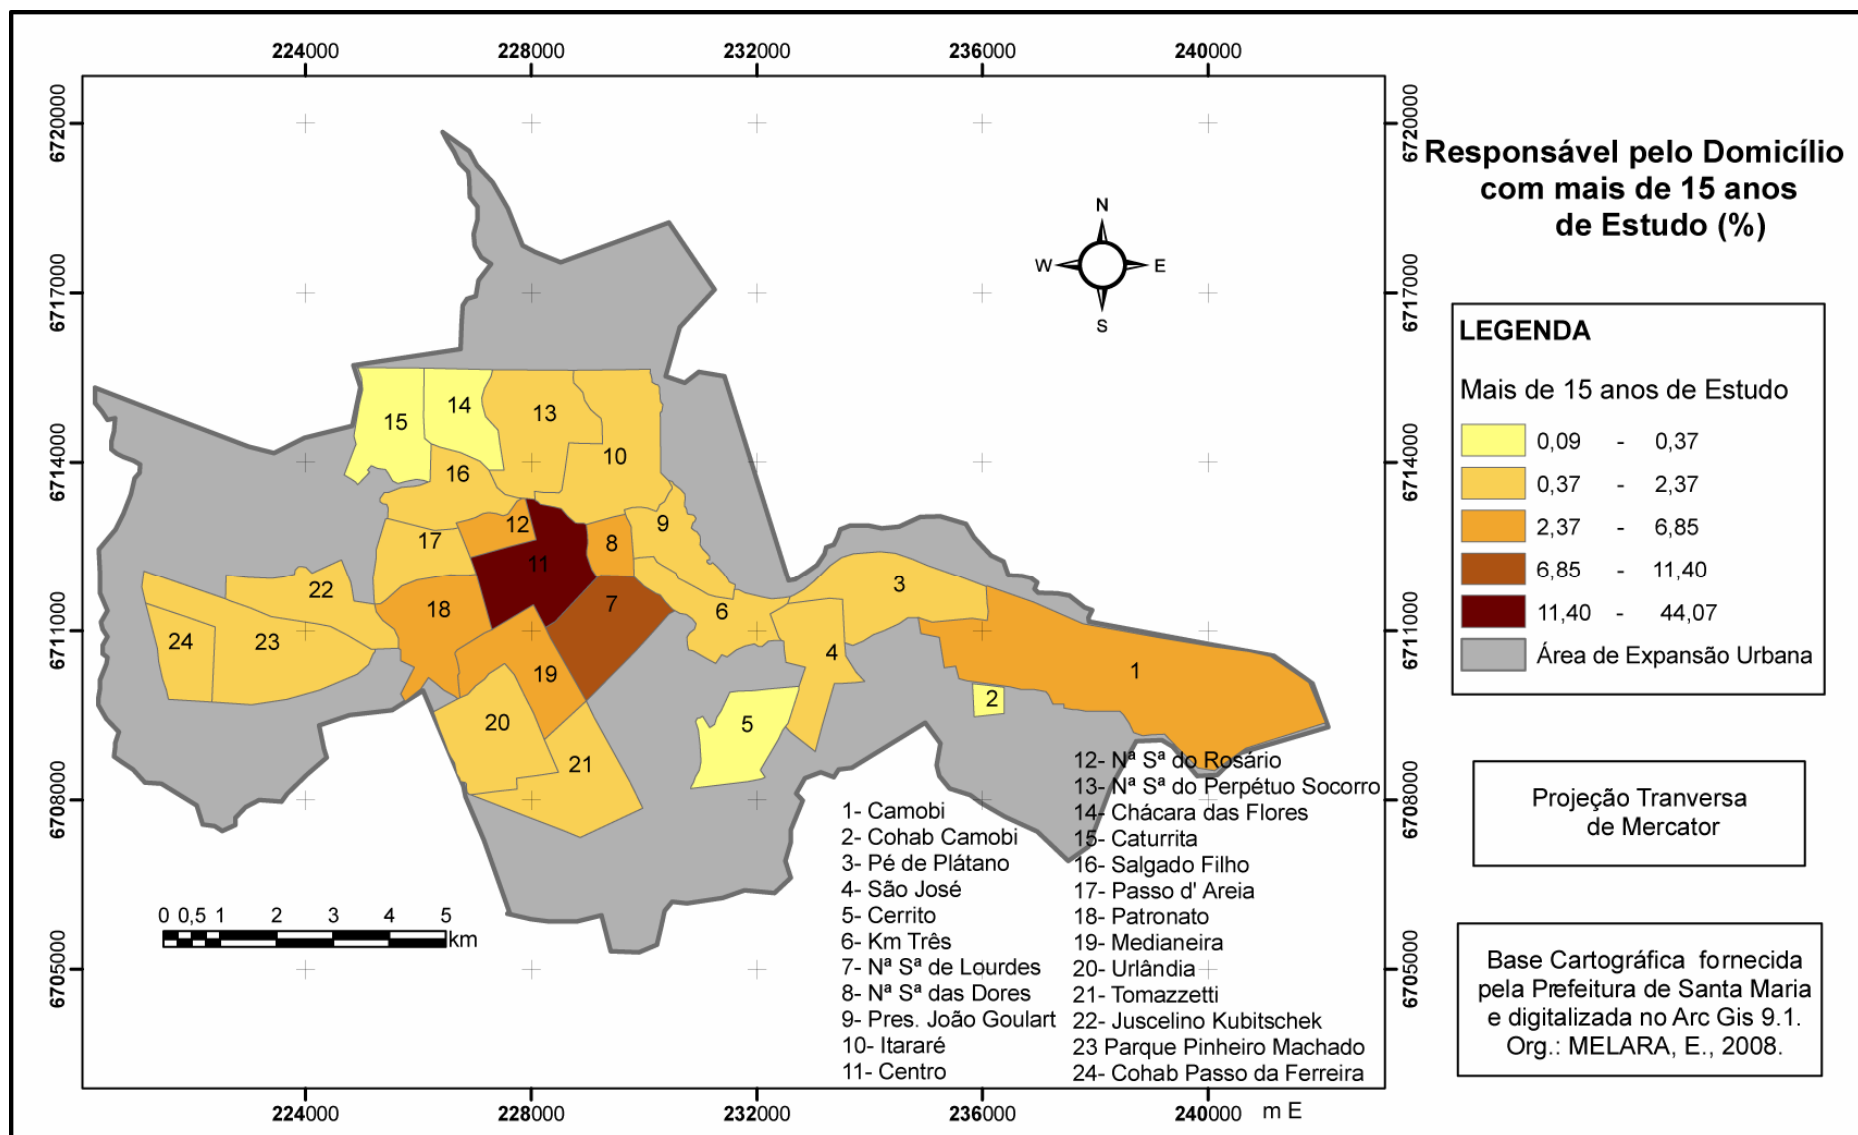 224000 228000 232000 236000 240000
6720000 6720000
6717000 6717000
6714000 6714000
6711000 6711000
6708000 6708000
6705000 6705000
N
W E
S
15
14
13
10
16
12
11
8
9
17
7
22
18
6
3
24
23
4
1
19
2
20
5
21
0 0,5 1 2 3 4 5
km
1- Camobi
2- Cohab Camobi
3- Pé de Plátano
4- São José
5- Cerrito
6- Km Três
7- Nª Sª de Lourdes
8- Nª Sª das Dores
9- Pres. João Goulart
10- Itararé
11- Centro
12- Nª Sª do Rosário
13- Nª Sª do Perpétuo Socorro
14- Chácara das Flores
15- Caturrita
16- Salgado Filho
17- Passo d' Areia
18- Patronato
19- Medianeira
20- Urlândia
21- Tomazzetti
22- Juscelino Kubitschek
23 Parque Pinheiro Machado
24- Cohab Passo da Ferreira
224000 228000 232000 236000 240000 m E
Responsável pelo Domicílio
com mais de 15 anos
de Estudo (%)
LEGENDA
Mais de 15 anos de Estudo
0,09 - 0,37
0,37 - 2,37
2,37 - 6,85
6,85 - 11,40
11,40 - 44,07
Área de Expansão Urbana
Projeção Tranversa
de Mercator
Base Cartográfica fornecida
pela Prefeitura de Santa Maria
e digitalizada no Arc Gis 9.1.
Org.: MELARA, E., 2008.